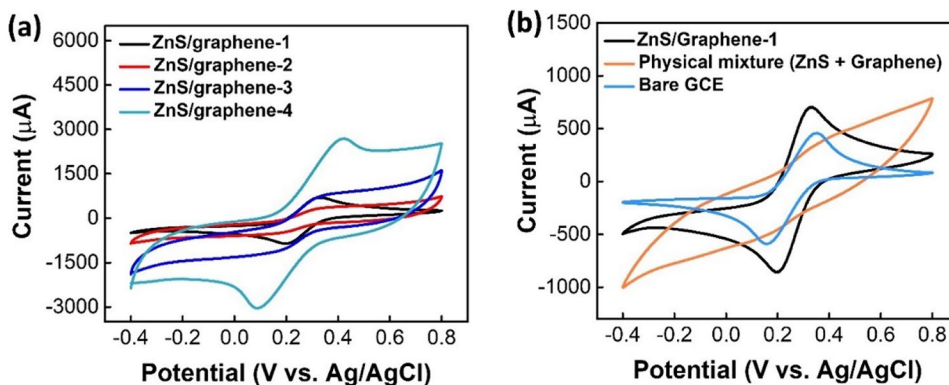 (a)
ZnS/graphene-1
ZnS/graphene-2
ZnS/graphene-3
ZnS/graphene-4
Current (μA)
6000
4500
3000
1500
0
-1500
-3000
-0.4 -0.2 0.0 0.2 0.4 0.6 0.8
Potential (V vs. Ag/AgCl)
(b)
ZnS/Graphene-1
Physical mixture (ZnS + Graphene)
Bare GCE
Current (μA)
1500
1000
500
0
-500
-1000
-0.4 -0.2 0.0 0.2 0.4 0.6 0.8
Potential (V vs. Ag/AgCl)